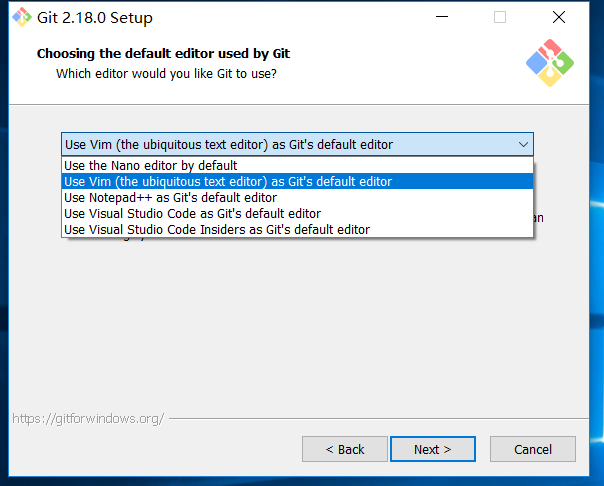 Git 2.18.0 Setup
Choosing the default editor used by Git
Which editor would you like Git to use?
Use Vim (the ubiquitous text editor) as Git's default editor
Use the Nano editor by default
Use Vim (the ubiquitous text editor) as Git's default editor
Use Notepad++ as Git's default editor
Use Visual Studio Code as Git's default editor
an
Use Visual Studio Code Insiders as Git's default editor
https://gitforwindows.org/
< Back
Next >
Cancel